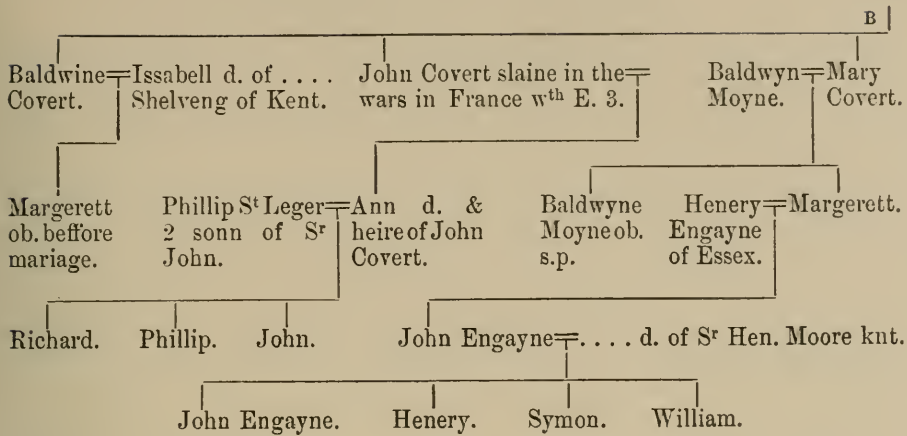 B
Baldwine Issabell d. of .... John Covert slaine in the Baldwyn Mary
Covert. Shelveng of Kent. wars in France wth E. 3. Moyne. Covert.
Margerett Phillip St Leger Ann d. & Baldwyne Henery Margerett.
ob. beffore 2 sonn of Sr heire of John Moyne ob. Engayne
mariage. John. Covert. s.p. of Essex.
Richard. Phillip. John. John Engayne .... d. of Sr Hen. Moore knt.
John Engayne. Henery. Symon. William.